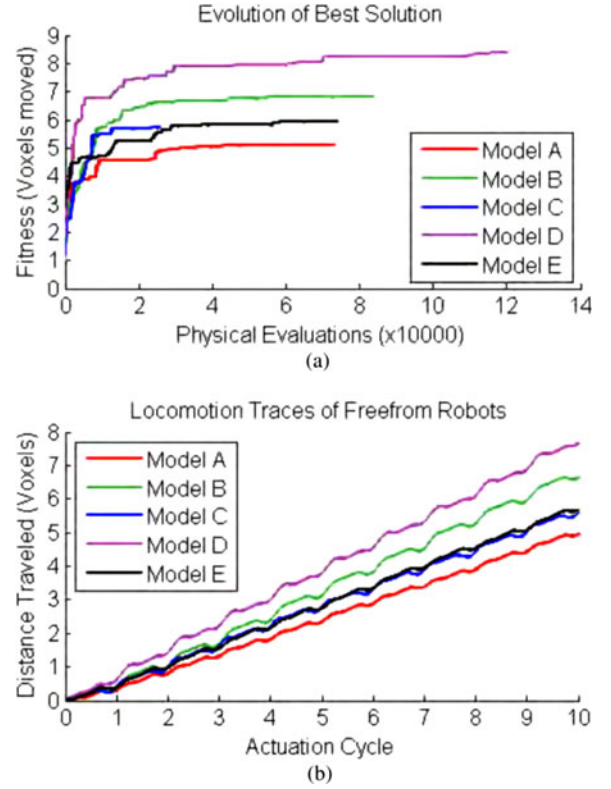 Evolution of Best Solution
Fitness (Voxels moved)
9
8
7
6
5
4
3
2
1
0
Model A
Model B
Model C
Model D
Model E
0 2 4 6 8 10 12 14
Physical Evaluations (x10000)
(a)
Locomotion Traces of Freefrom Robots
Distance Traveled (Voxels)
8
7
6
5
4
3
2
1
0
Model A
Model B
Model C
Model D
Model E
0 1 2 3 4 5 6 7 8 9 10
Actuation Cycle
(b)